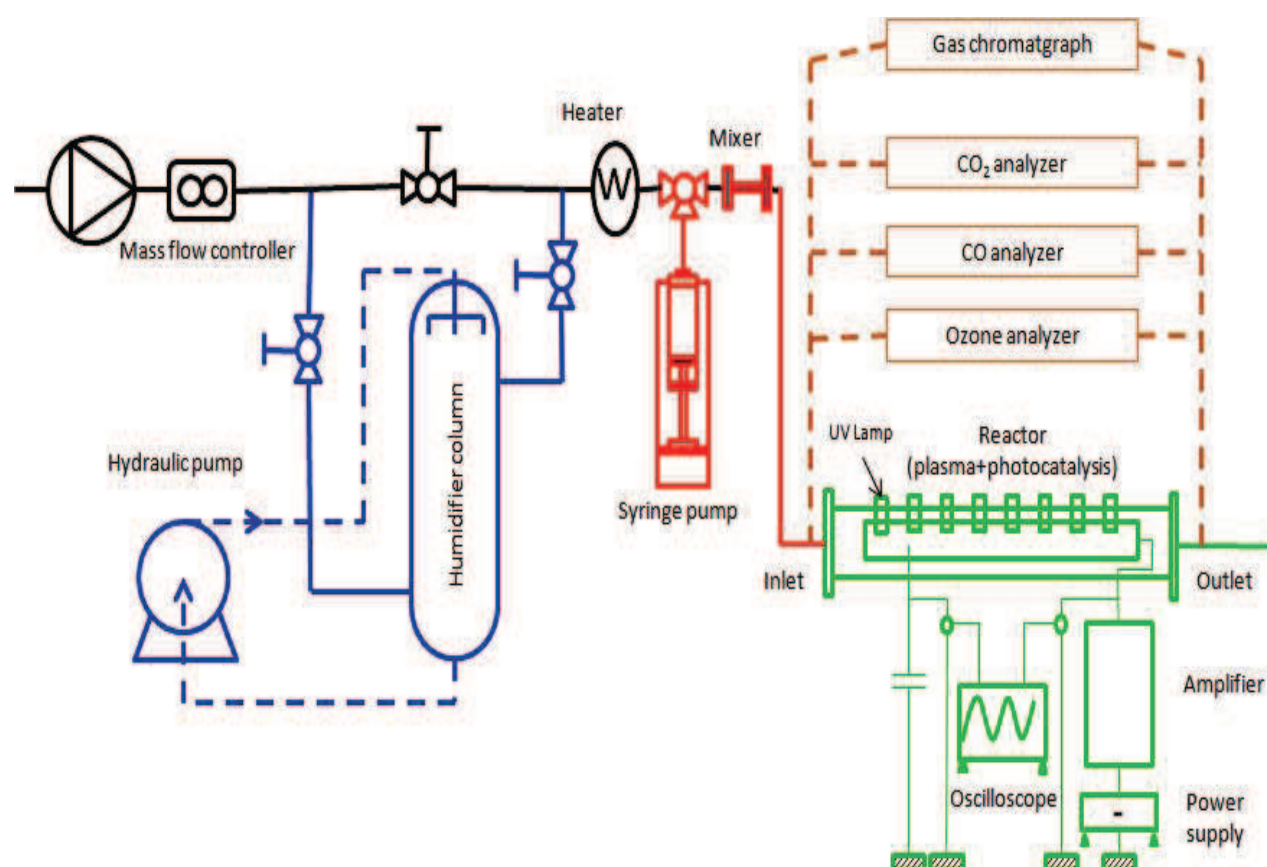 Gas chromatgraph
Heater
Mixer
CO₂ analyzer
W
Mass flow controller
CO analyzer
Ozone analyzer
UV Lamp
Reactor
(plasma+photocatalysis)
Hydraulic pump
Humidifier column
Syringe pump
Inlet
Outlet
Amplifier
Oscilloscope
Power
supply
-